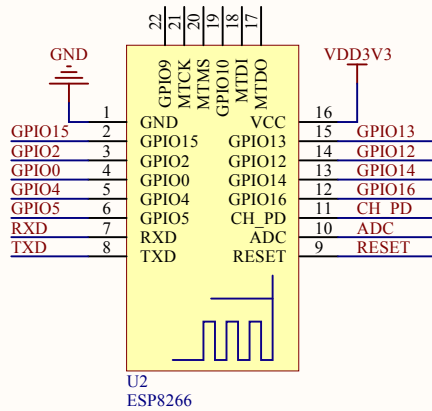 22 21 20 19 18 17
GND VDD3V3
GPIO9 MTCK MTMS GPIO10 MTDI MTDO
1 GND VCC 16
GPIO15 2 GPIO15 GPIO13 15 GPIO13
GPIO2 3 GPIO2 GPIO12 14 GPIO12
GPIO0 4 GPIO0 GPIO14 13 GPIO14
GPIO4 5 GPIO4 GPIO16 12 GPIO16
GPIO5 6 GPIO5 CH_PD 11 CH_PD
RXD 7 RXD ADC 10 ADC
TXD 8 TXD RESET 9 RESET
U2
ESP8266